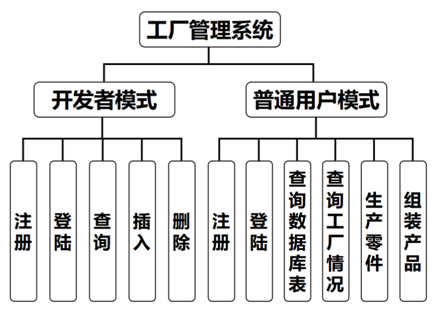 工厂管理系统
开发者模式
普通用户模式
注册
登陆
查询
插入
删除
注册
登陆
查询数据库表
查询工厂情况
生产零件
组装产品